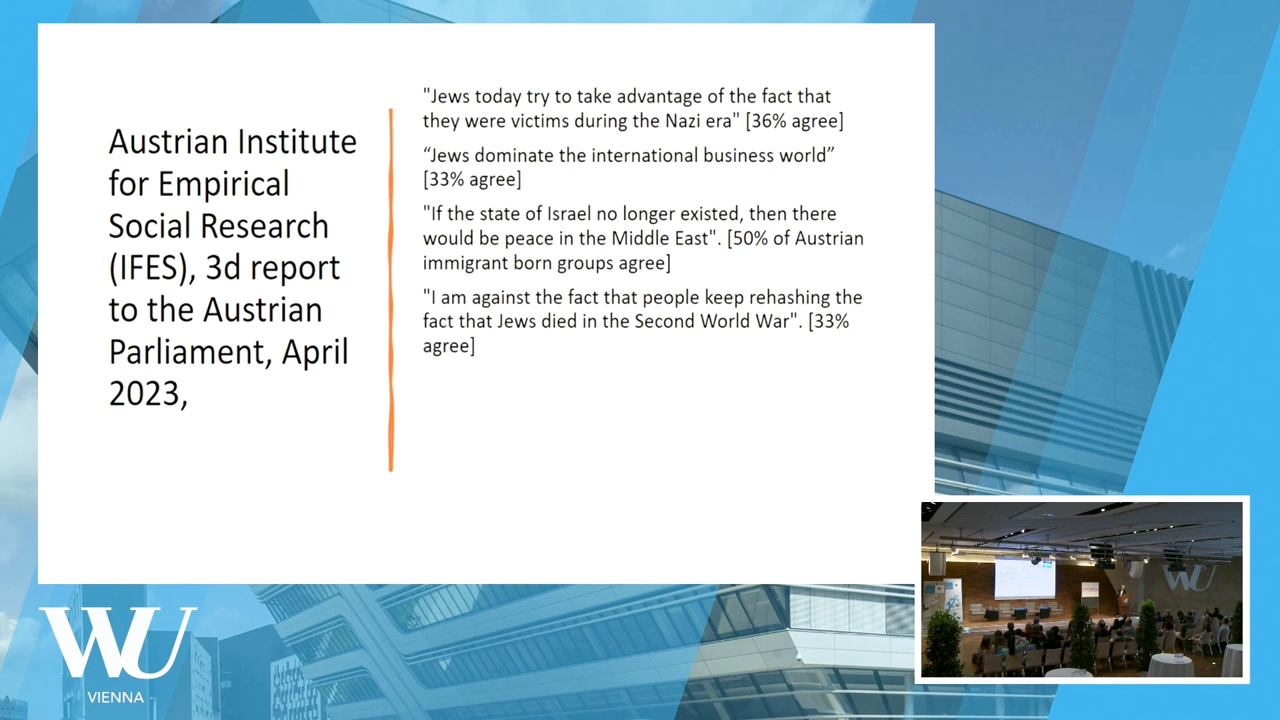 Austrian Institute
for Empirical
Social Research
(IFES), 3d report
to the Austrian
Parliament, April
2023,
"Jews today try to take advantage of the fact that
they were victims during the Nazi era" [36% agree]
“Jews dominate the international business world”
[33% agree]
"If the state of Israel no longer existed, then there
would be peace in the Middle East". [50% of Austrian
immigrant born groups agree]
"I am against the fact that people keep rehashing the
fact that Jews died in the Second World War". [33%
agree]
WU
VIENNA
WU